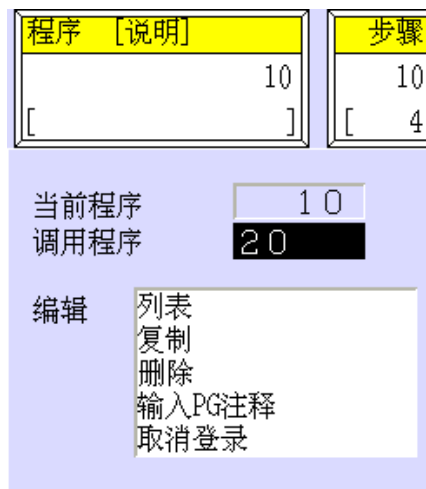 程序 [说明]
步骤
10
10
[ ]
[ 4
当前程序 10
调用程序 20
编辑
列表
复制
删除
输入PG注释
取消登录